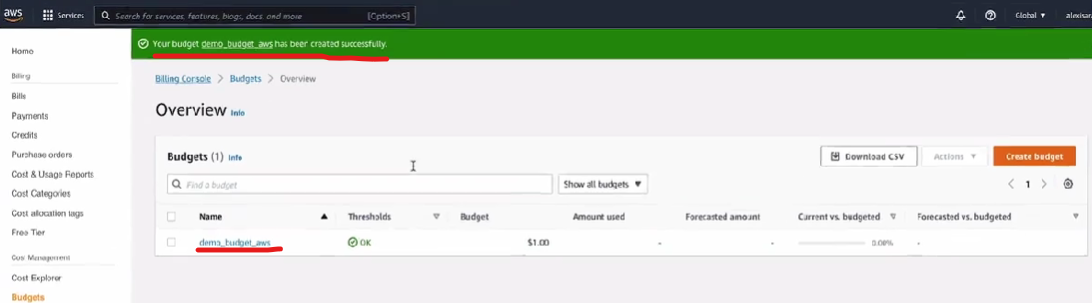 aws Services Search for services, features, blogs, docs, and more [Option+S] Global ▾ alexisar
Your budget demo_budget_aws has been created successfully.
Home
Billing
Bills
Payments
Credits
Purchase orders
Cost & Usage Reports
Cost Categories
Cost allocation tags
Free Tier
Cost Management
Cost Explorer
Budgets
Billing Console > Budgets > Overview
Overview Info
Budgets (1) Info
Download CSV Actions ▾ Create budget
Find a budget Show all budgets ▾ < 1 >
Name ▲ Thresholds Budget Amount used Forecasted amount Current vs. budgeted Forecasted vs. budgeted
demo_budget_aws OK $1.00 - - 0.00% -